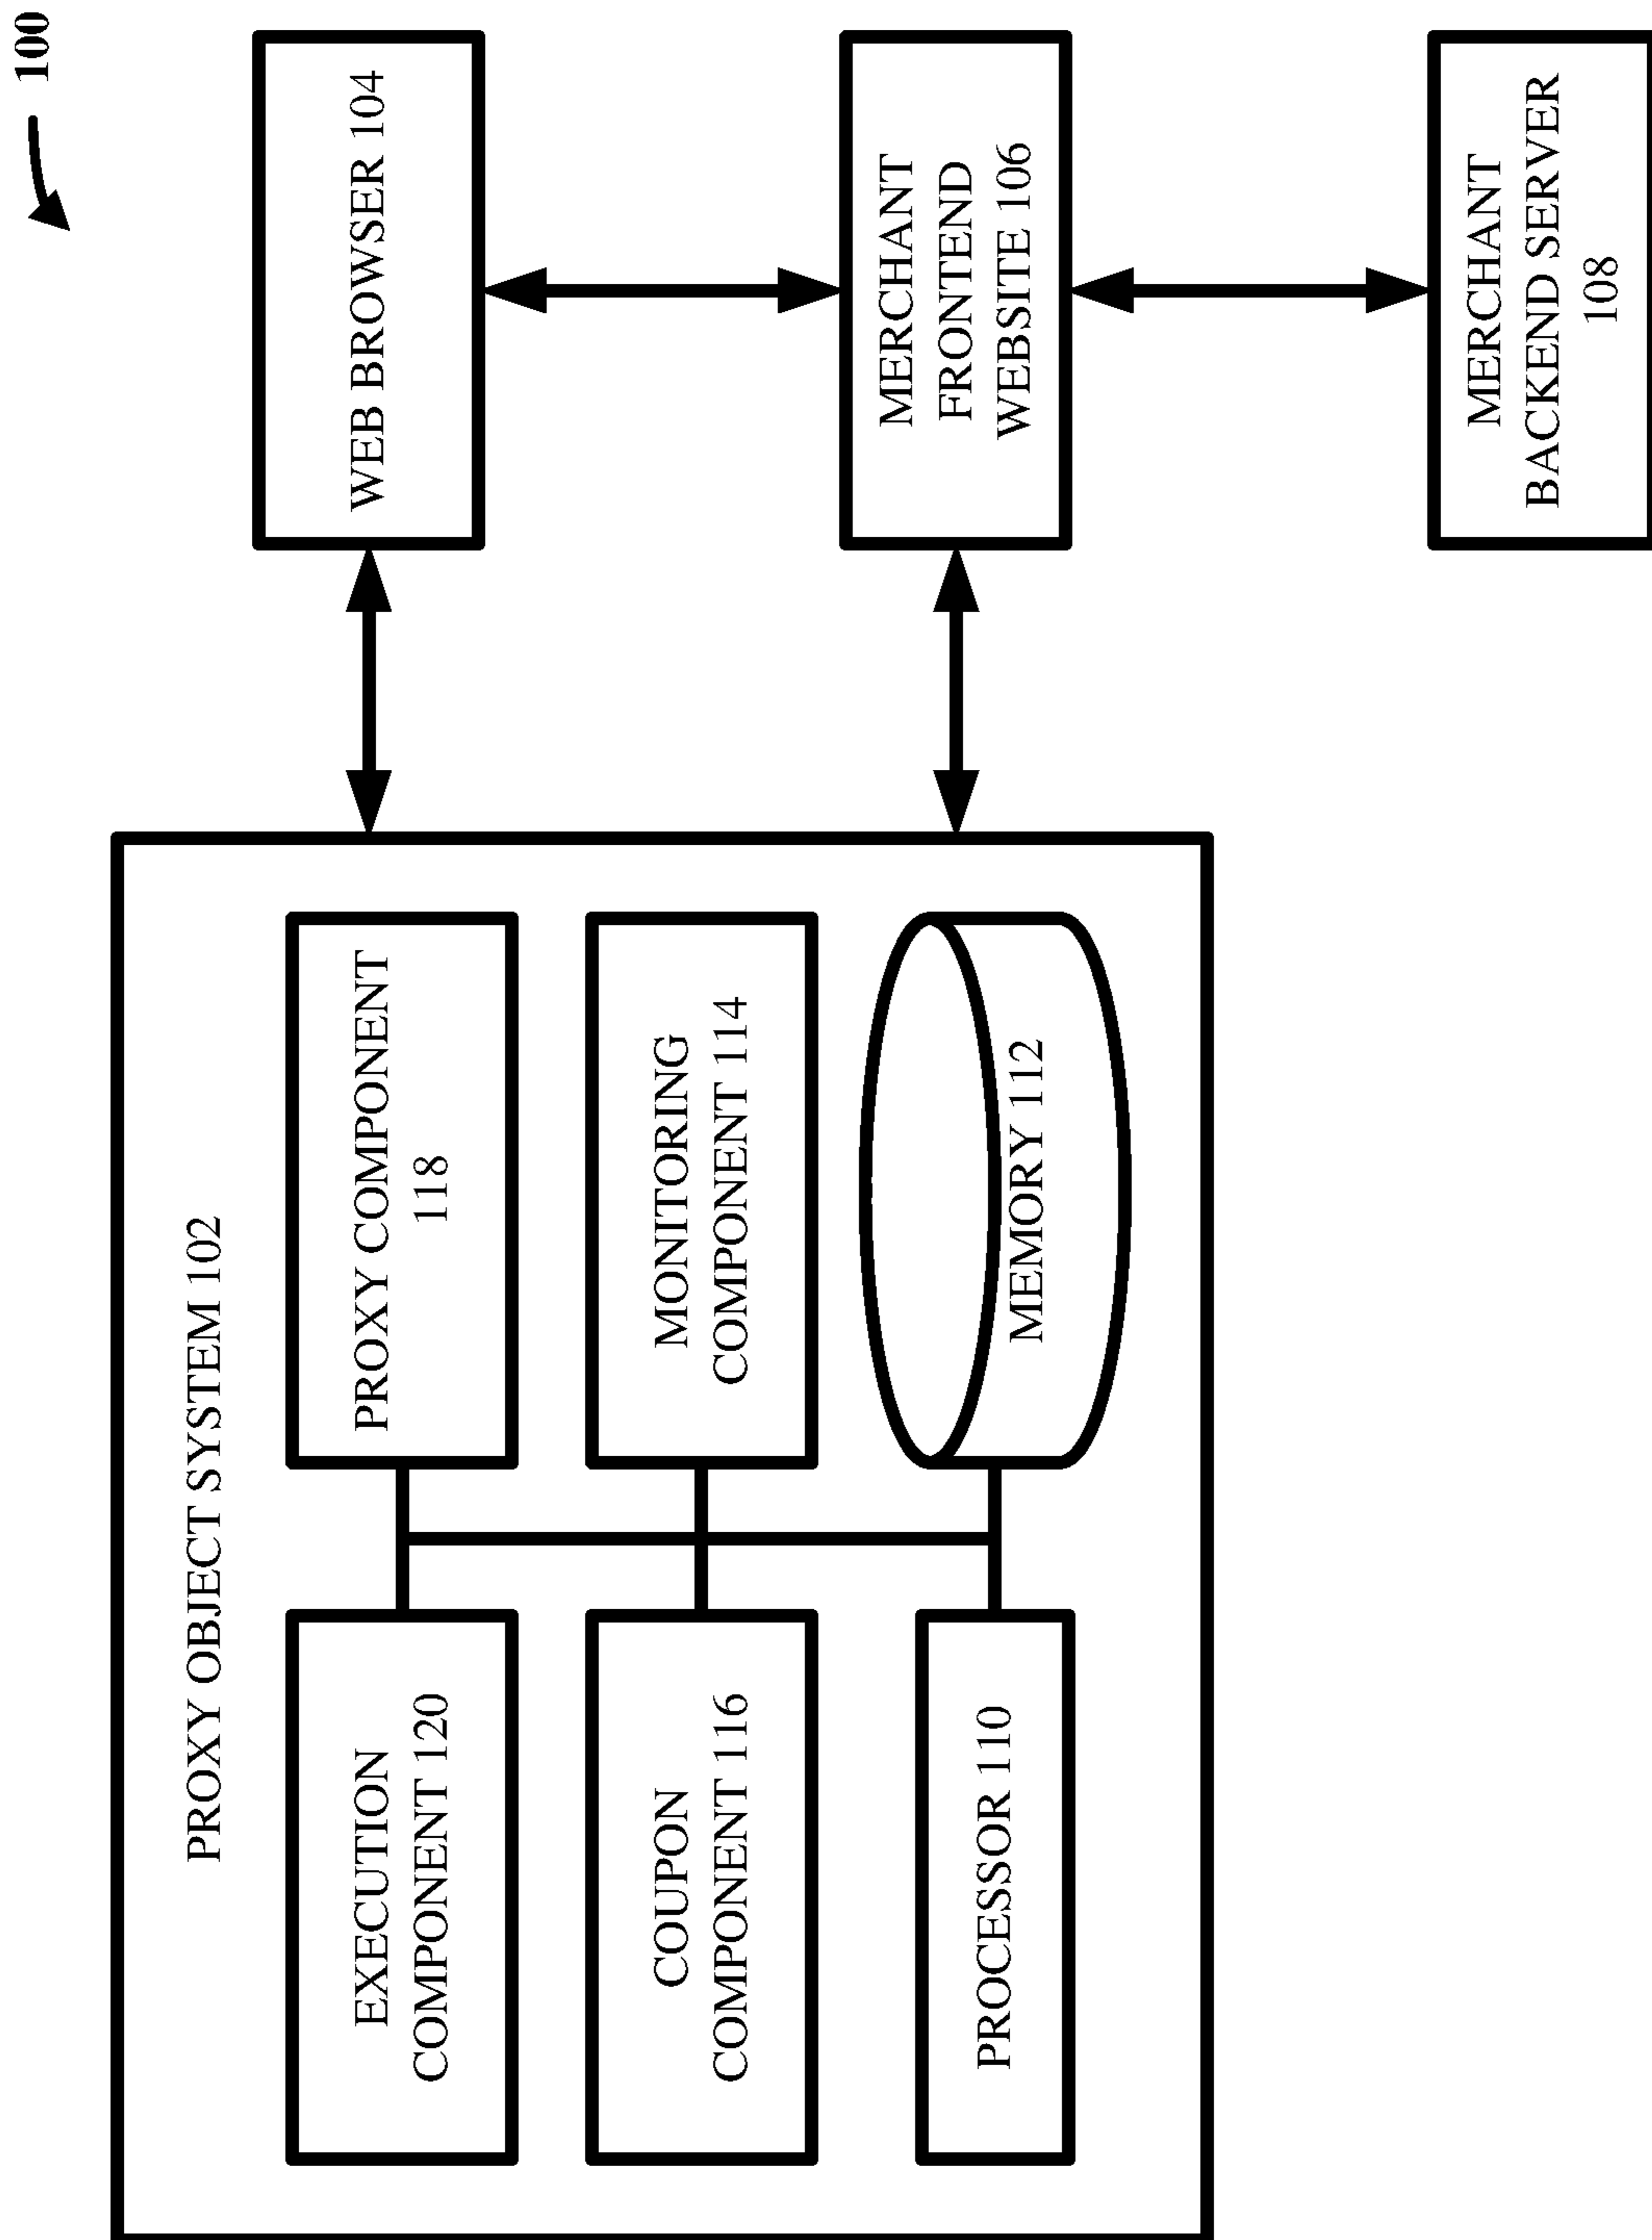 100
PROXY OBJECT SYSTEM 102
EXECUTION
COMPONENT 120
PROXY COMPONENT
118
WEB BROWSER 104
COUPON
COMPONENT 116
MONITORING
COMPONENT 114
PROCESSOR 110
MEMORY 112
MERCHANT
FRONTEND
WEBSITE 106
MERCHANT
BACKEND SERVER
108